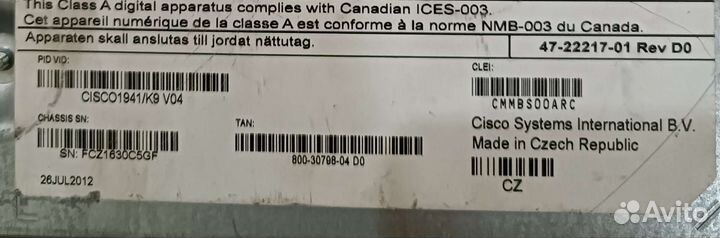 This Class A digital apparatus complies with Canadian ICES-003.
Cet appareil numérique de la classe A est conforme à la norme NMB-003 du Canada.
Apparaten skall anslutas till jordat nättutag.
47-22217-01 Rev D0
PID VID:
CISCO1941/K9 V04
CLEI:
CMMBS00ARC
CHASSIS SN:
SN: FCZ1630C5GF
TAN:
800-30798-04 D0
Cisco Systems International B.V.
Made in Czech Republic
CZ
26JUL2012
Avito